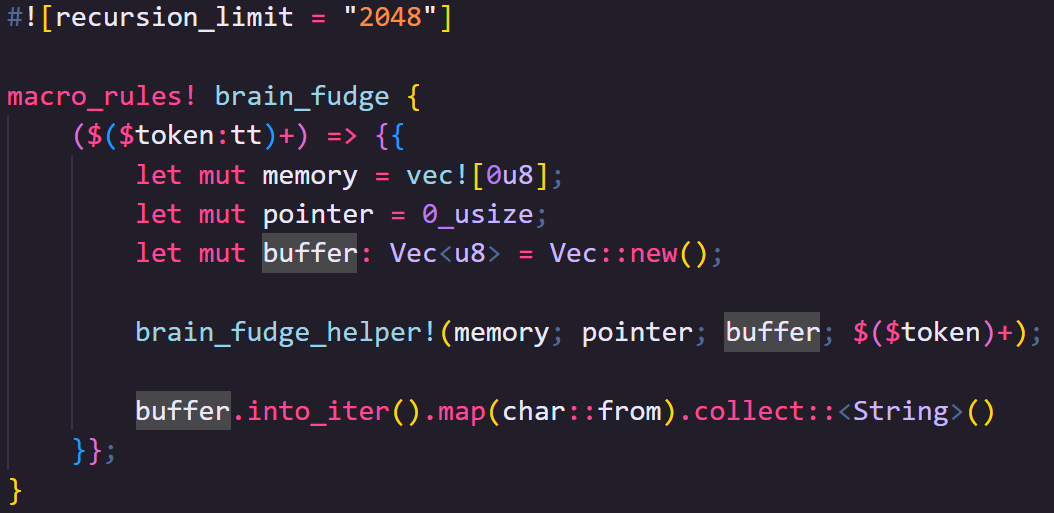 #![recursion_limit = "2048"]

macro_rules! brain_fudge {
    ($($token:tt)+) => {{
        let mut memory = vec![0u8];
        let mut pointer = 0_usize;
        let mut buffer: Vec<u8> = Vec::new();

        brain_fudge_helper!(memory; pointer; buffer; $($token)+);

        buffer.into_iter().map(char::from).collect::<String>()
    }};
}